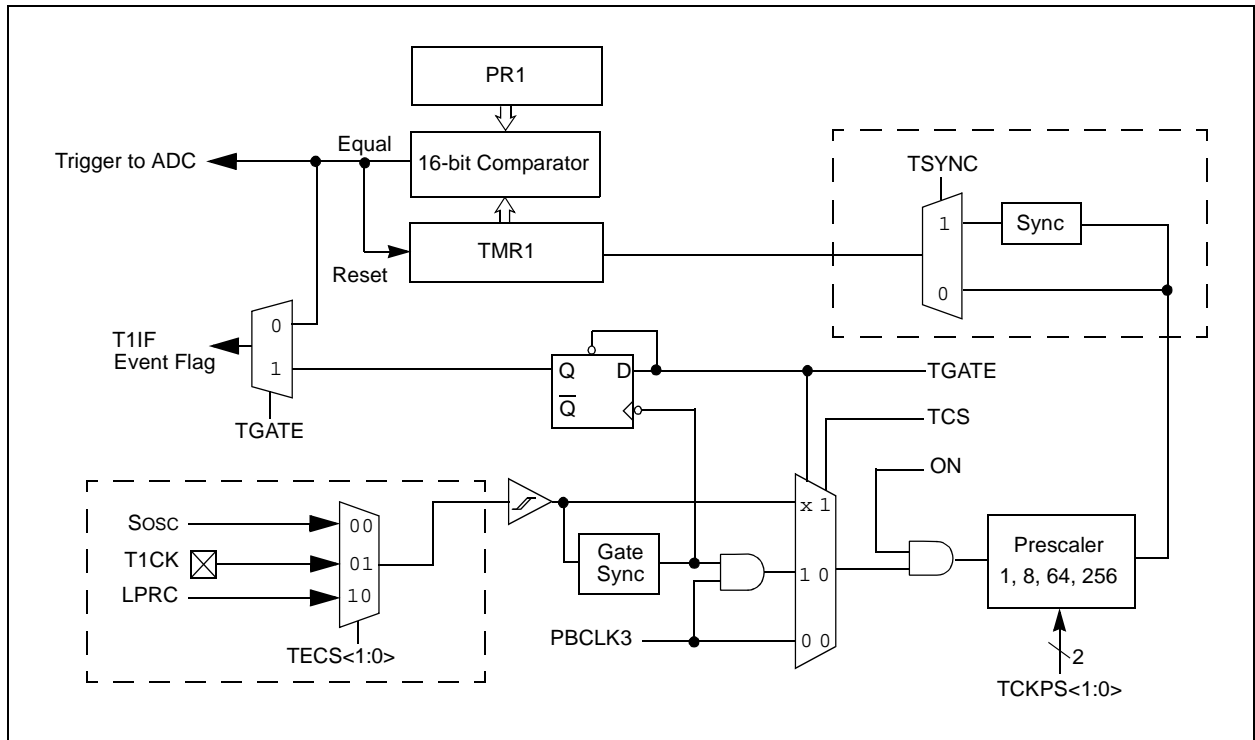 PR1
Equal
Trigger to ADC
16-bit Comparator
TSYNC
1
Sync
TMR1
Reset
0
0
T1IF
Event Flag
1
Q
D
Q
TGATE
TGATE
TCS
ON
x 1
SOSC
00
T1CK
01
LPRC
10
TECS<1:0>
Gate
Sync
1 0
Prescaler
1, 8, 64, 256
PBCLK3
0 0
2
TCKPS<1:0>